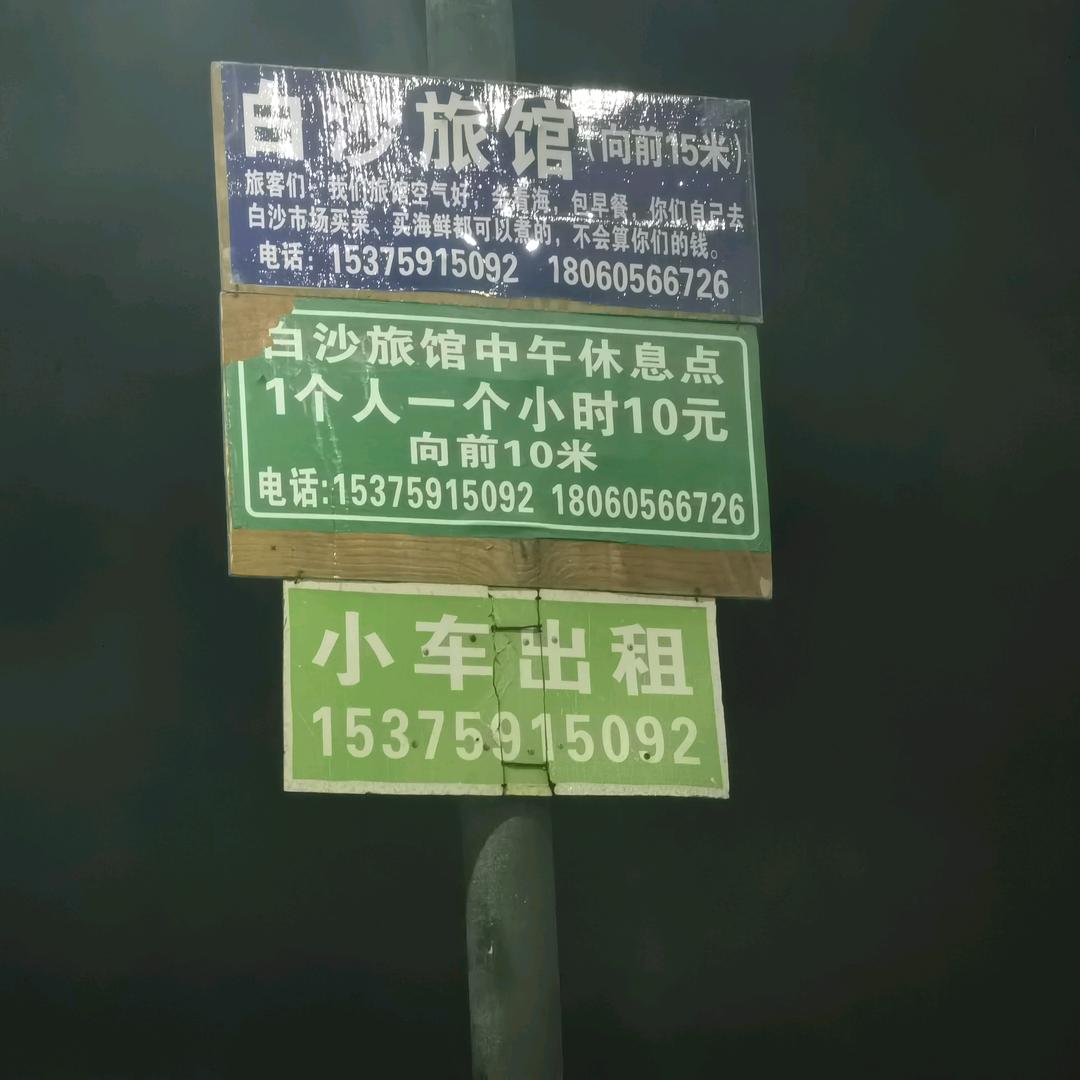 白沙旅馆（向前15米）
旅客们：我们旅馆空气好，去看海，包早餐，你们自己去
白沙市场买菜、买海鲜都可以煮的，不会算你们的钱。
电话：15375915092 18060566726
白沙旅馆中午休息点
1个人一个小时10元
向前10米
电话:15375915092 18060566726
小车出租
15375915092